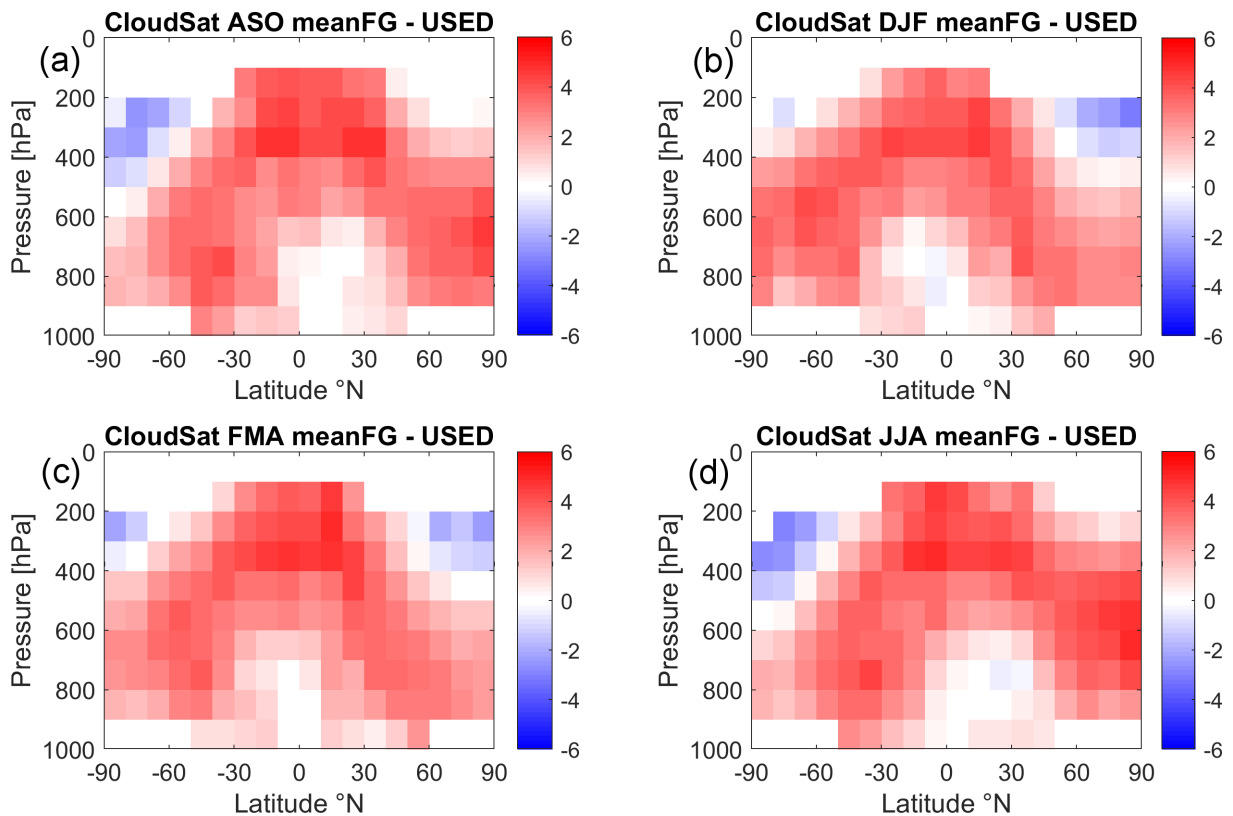 CloudSat ASO meanFG - USED
(a)
0
200
400
600
800
1000
Pressure [hPa]
-90 -60 -30 0 30 60 90
Latitude °N
6
4
2
0
-2
-4
-6
CloudSat DJF meanFG - USED
(b)
0
200
400
600
800
1000
Pressure [hPa]
-90 -60 -30 0 30 60 90
Latitude °N
6
4
2
0
-2
-4
-6
CloudSat FMA meanFG - USED
(c)
0
200
400
600
800
1000
Pressure [hPa]
-90 -60 -30 0 30 60 90
Latitude °N
6
4
2
0
-2
-4
-6
CloudSat JJA meanFG - USED
(d)
0
200
400
600
800
1000
Pressure [hPa]
-90 -60 -30 0 30 60 90
Latitude °N
6
4
2
0
-2
-4
-6